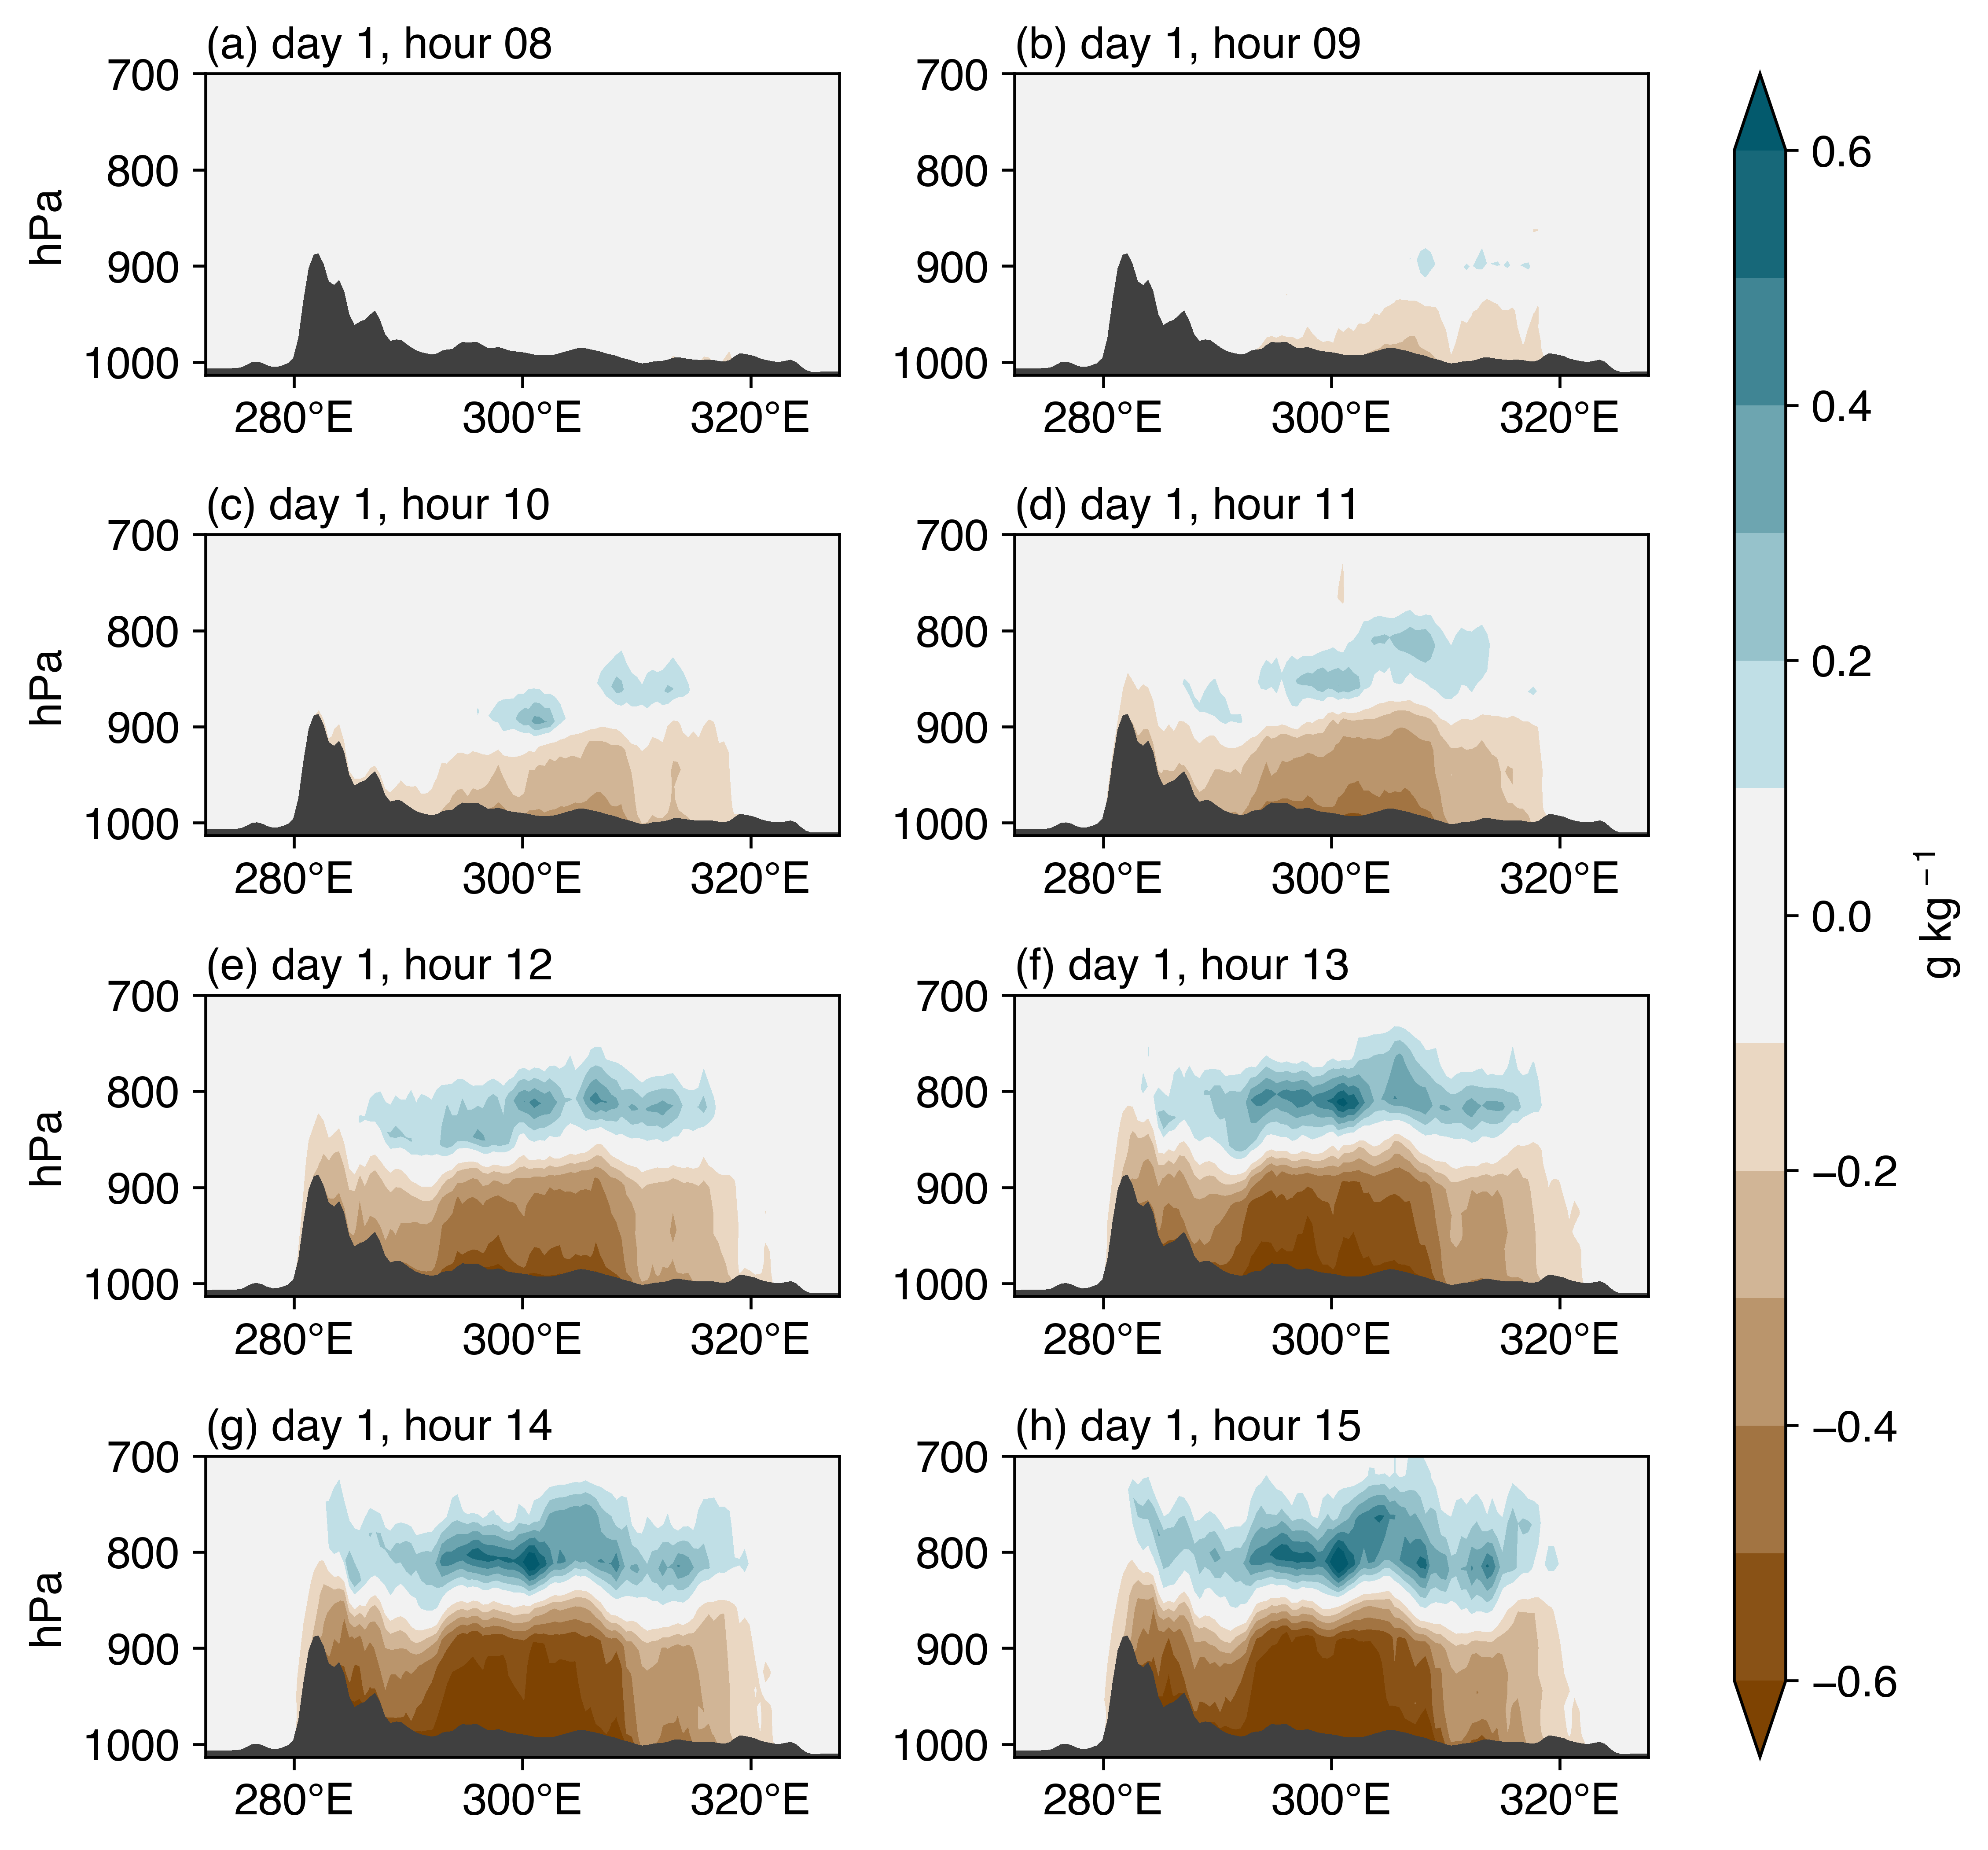 (a) day 1, hour 08
700
800
900
1000
hPa
280°E 300°E 320°E
(b) day 1, hour 09
700
800
900
1000
280°E 300°E 320°E
(c) day 1, hour 10
700
800
900
1000
hPa
280°E 300°E 320°E
(d) day 1, hour 11
700
800
900
1000
280°E 300°E 320°E
(e) day 1, hour 12
700
800
900
1000
hPa
280°E 300°E 320°E
(f) day 1, hour 13
700
800
900
1000
280°E 300°E 320°E
(g) day 1, hour 14
700
800
900
1000
hPa
280°E 300°E 320°E
(h) day 1, hour 15
700
800
900
1000
280°E 300°E 320°E
0.6
0.4
0.2
0.0
−0.2
−0.4
−0.6
g kg⁻¹